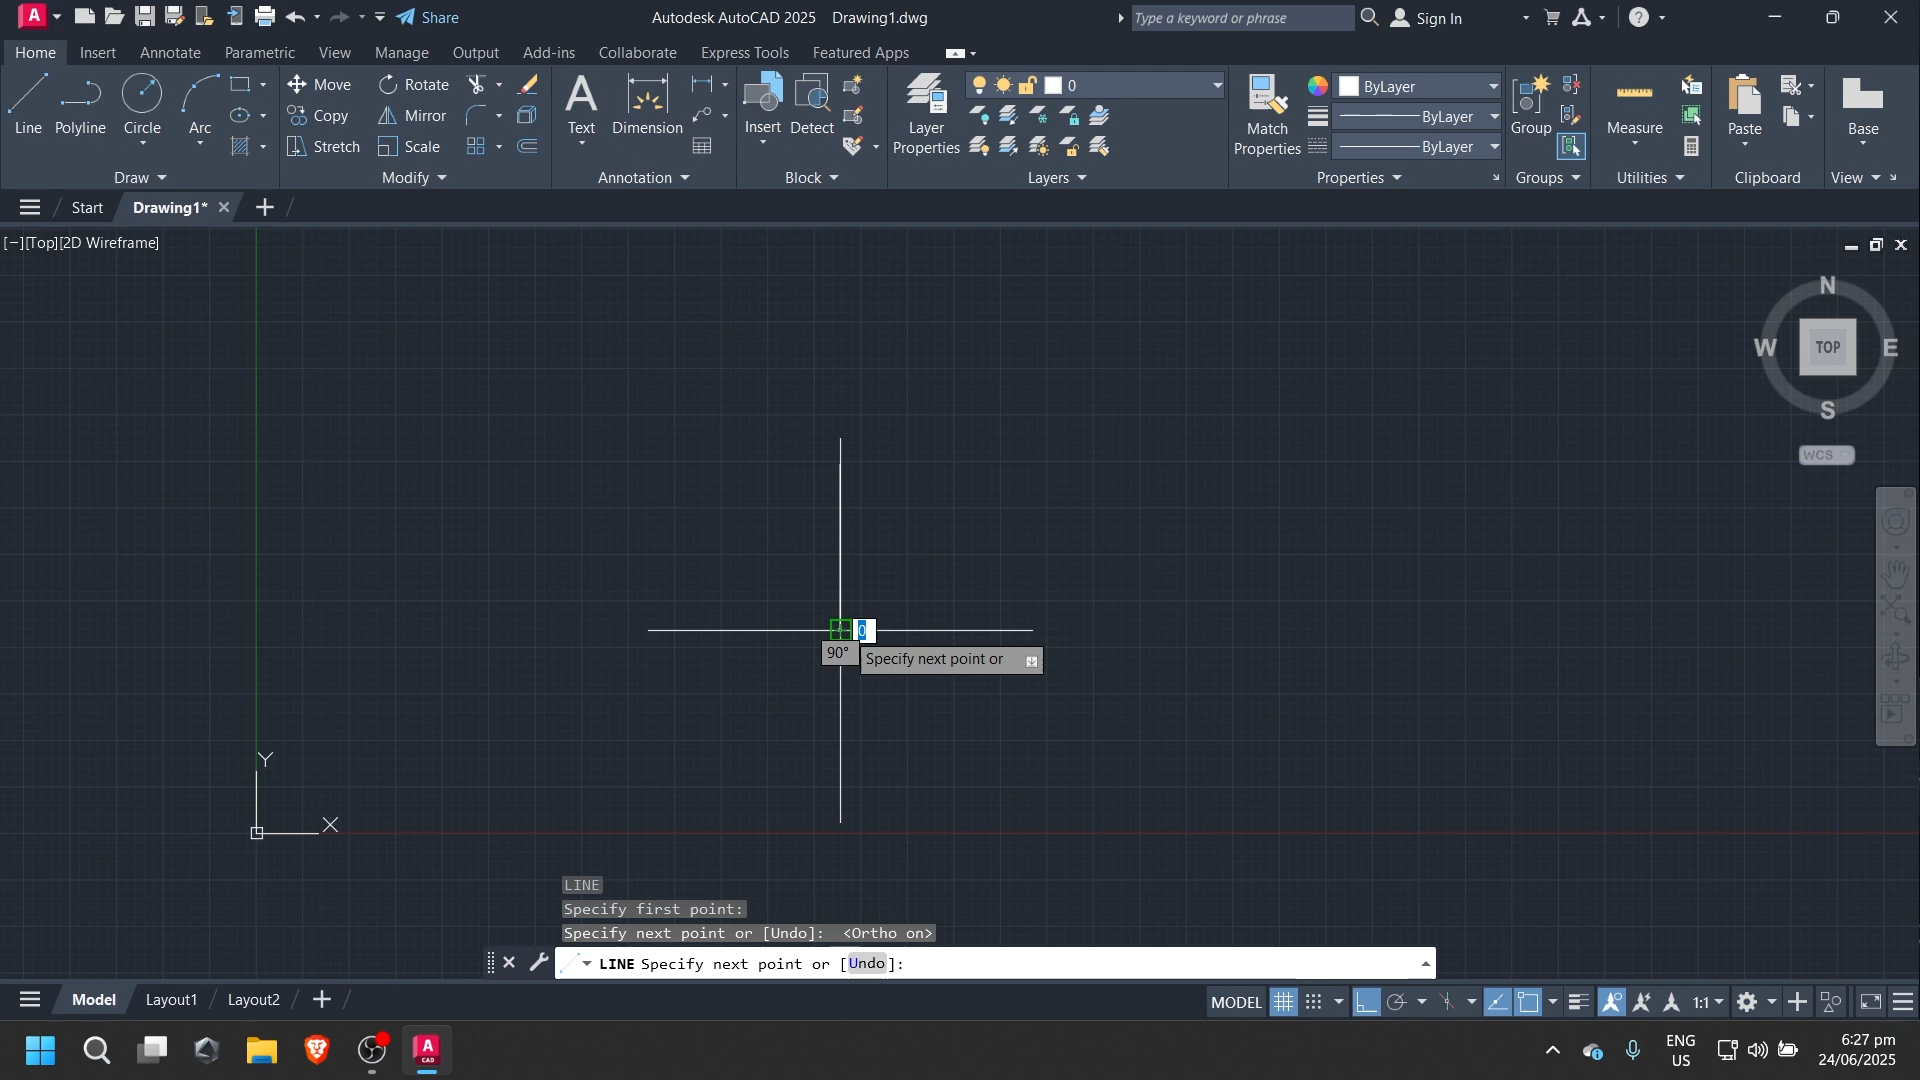 Share
Autodesk AutoCAD 2025 Drawing1.dwg
Type a keyword or phrase
Sign In
Home Insert Annotate Parametric View Manage Output Add-ins Collaborate Express Tools Featured Apps
Line Polyline Circle Arc
Move Rotate
Copy Mirror
Stretch Scale
Text Dimension
Insert Detect
Layer Properties
0
Match Properties
ByLayer
ByLayer
ByLayer
Group
Measure
Paste
Base
Draw Modify Annotation Block Layers Properties Groups Utilities Clipboard View
Start Drawing1*
[−][Top][2D Wireframe]
N
W TOP E
S
WCS
0
90° Specify next point or
Y
X
LINE
Specify first point:
Specify next point or [Undo]: <Ortho on>
LINE Specify next point or [Undo]:
Model Layout1 Layout2
MODEL
1:1
A CAD
ENG
US
6:27 pm
24/06/2025